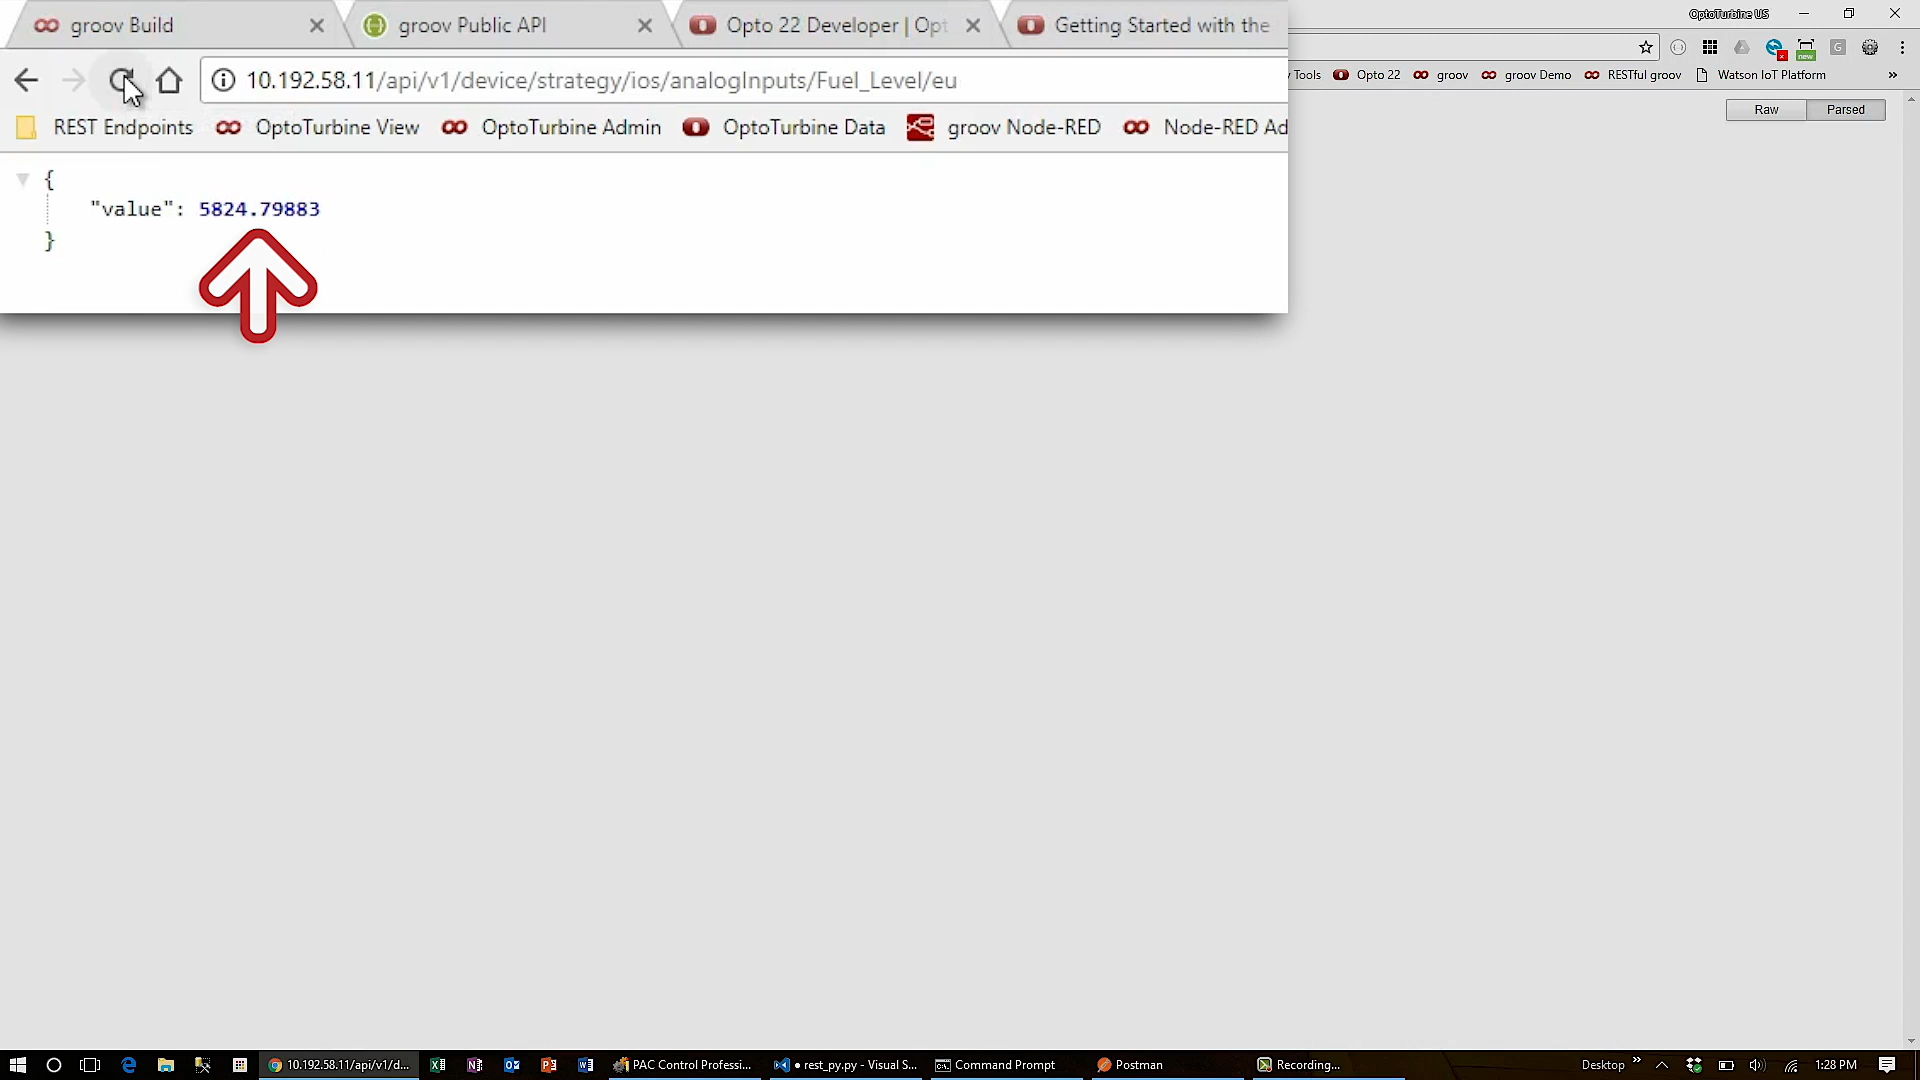 groov Build
groov Public API
Opto 22 Developer | Opt
Getting Started with the
OptoTurbine US
10.192.58.11/api/v1/device/strategy/ios/analogInputs/Fuel_Level/eu
REST Endpoints
OptoTurbine View
OptoTurbine Admin
OptoTurbine Data
groov Node-RED
Node-RED Ad
Tools
Opto 22
groov
groov Demo
RESTful groov
Watson IoT Platform
»
new
Raw
Parsed
{
"value": 5824.79883
}
10.192.58.11/api/v1/d...
PAC Control Professi...
● rest_py.py - Visual S...
Command Prompt
Postman
Recording...
Desktop
»
1:28 PM